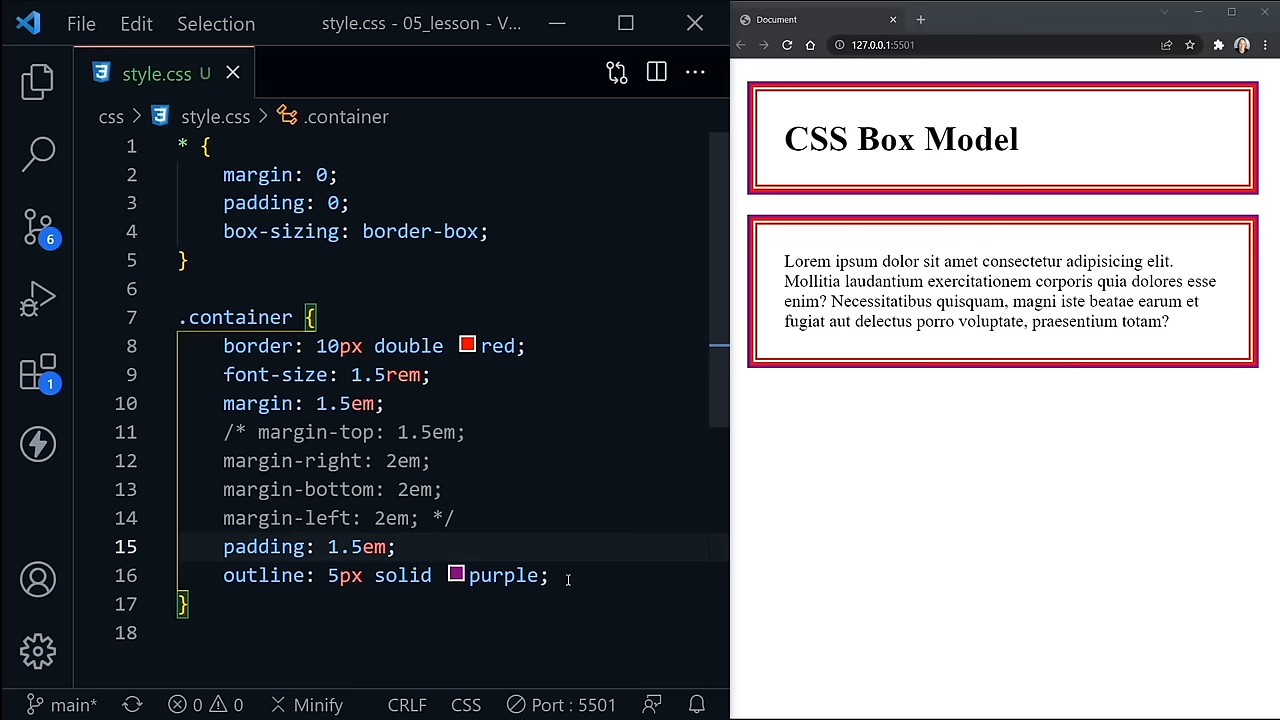 File Edit Selection style.css - 05_lesson - V...
style.css U
css > style.css > .container
1 * {
2 margin: 0;
3 padding: 0;
4 box-sizing: border-box;
5 }
6
7 .container {
8 border: 10px double red;
9 font-size: 1.5rem;
10 margin: 1.5em;
11 /* margin-top: 1.5em;
12 margin-right: 2em;
13 margin-bottom: 2em;
14 margin-left: 2em; */
15 padding: 1.5em;
16 outline: 5px solid purple;
17 }
18
6
1
main* 0 0 Minify CRLF CSS Port : 5501
Document
127.0.0.1:5501
CSS Box Model
Lorem ipsum dolor sit amet consectetur adipisicing elit.
Mollitia laudantium exercitationem corporis quia dolores esse
enim? Necessitatibus quisquam, magni iste beatae earum et
fugiat aut delectus porro voluptate, praesentium totam?